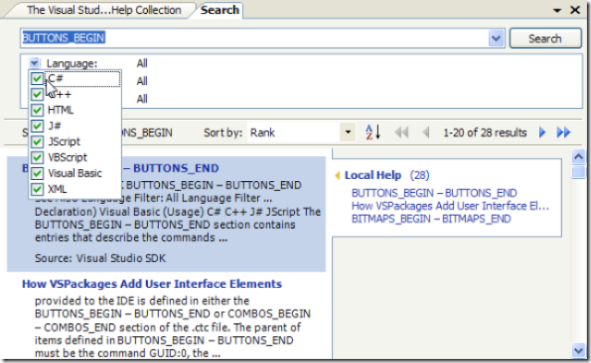 The Visual Stud...Help Collection
Search
BUTTONS_BEGIN
Search
Language:
All
All
All
C#
C++
HTML
J#
JScript
VBScript
Visual Basic
XML
BUTTONS_BEGIN
Sort by:
Rank
1-20 of 28 results
– BUTTONS_END
BUTTONS_BEGIN – BUTTONS_END
See Also Language Filter: All Language Filter ...
Declaration) Visual Basic (Usage) C# C++ J# JScript The
BUTTONS_BEGIN – BUTTONS_END section contains
entries that describe the commands ...
Source: Visual Studio SDK
How VSPackages Add User Interface Elements
provided to the IDE is defined in either the
BUTTONS_BEGIN – BUTTONS_END or COMBOS_BEGIN
– COMBOS_END section of the .ctc file. The parent of
items defined in BUTTONS_BEGIN – BUTTONS_END
must be the command GUID:0, the ...
Local Help (28)
BUTTONS_BEGIN – BUTTONS_END
How VSPackages Add User Interface El...
BITMAPS_BEGIN – BITMAPS_END